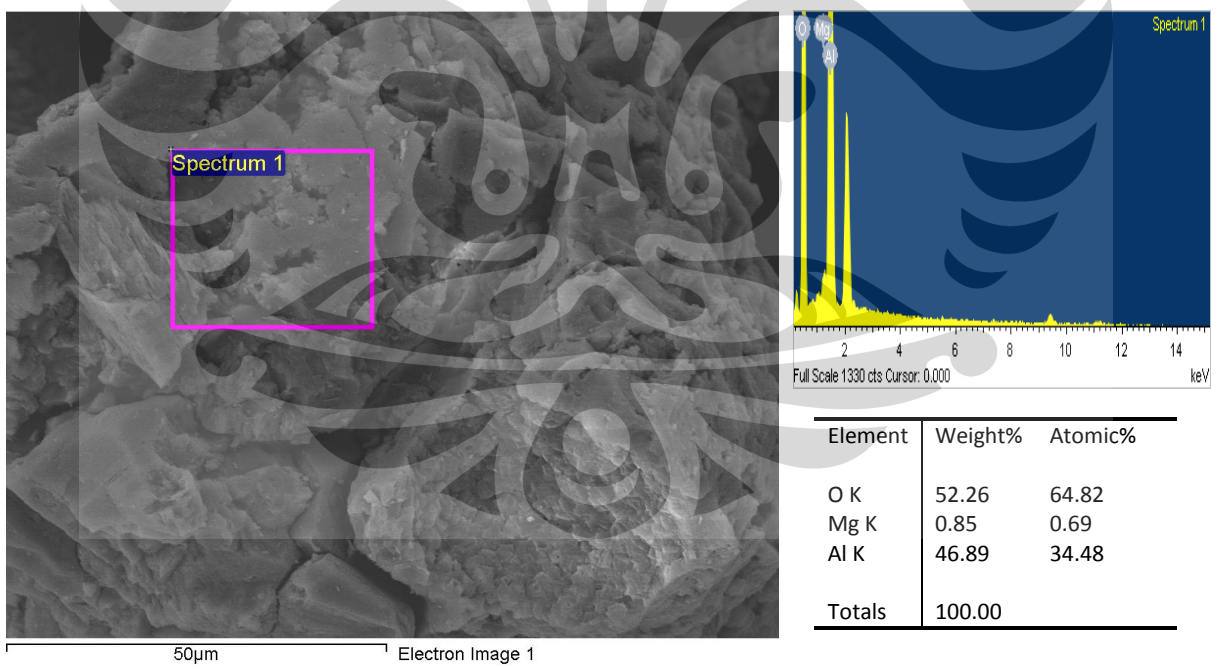 Spectrum 1
50µm
Electron Image 1
O
Mg
Al
Spectrum 1
2 4 6 8 10 12 14
Full Scale 1330 cts Cursor: 0.000 keV
Element Weight% Atomic%
O K 52.26 64.82
Mg K 0.85 0.69
Al K 46.89 34.48
Totals 100.00